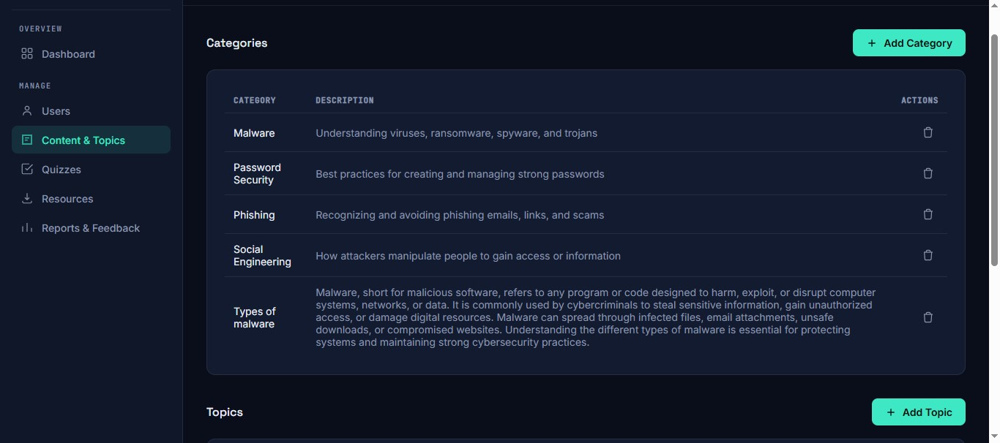 OVERVIEW
Dashboard
MANAGE
Users
Content & Topics
Quizzes
Resources
Reports & Feedback
Categories
+ Add Category
CATEGORY DESCRIPTION ACTIONS
Malware Understanding viruses, ransomware, spyware, and trojans
Password
Security
Best practices for creating and managing strong passwords
Phishing Recognizing and avoiding phishing emails, links, and scams
Social
Engineering
How attackers manipulate people to gain access or information
Types of
malware
Malware, short for malicious software, refers to any program or code designed to harm, exploit, or disrupt computer
systems, networks, or data. It is commonly used by cybercriminals to steal sensitive information, gain unauthorized
access, or damage digital resources. Malware can spread through infected files, email attachments, unsafe
downloads, or compromised websites. Understanding the different types of malware is essential for protecting
systems and maintaining strong cybersecurity practices.
Topics
+ Add Topic